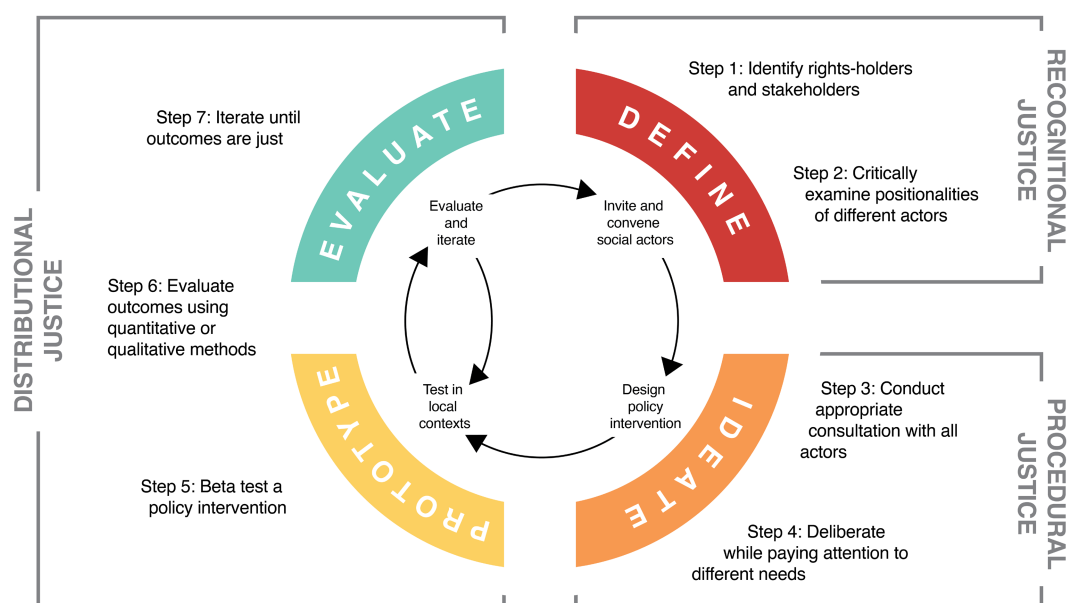 Step 1: Identify rights-holders
and stakeholders
Step 2: Critically
examine positionalities
of different actors
RECOGNITIONAL
JUSTICE
DEFINE
Step 3: Conduct
appropriate
consultation with all
actors
Step 4: Deliberate
while paying attention to
different needs
PROCEDURAL
JUSTICE
IDEATE
Step 5: Beta test a
policy intervention
PROTOTYPE
Step 6: Evaluate
outcomes using
quantitative or
qualitative methods
Step 7: Iterate until
outcomes are just
EVALUATE
DISTRIBUTIONAL
JUSTICE
Evaluate
and
iterate
Invite and
convene
social actors
Design
policy
intervention
Test in
local
contexts